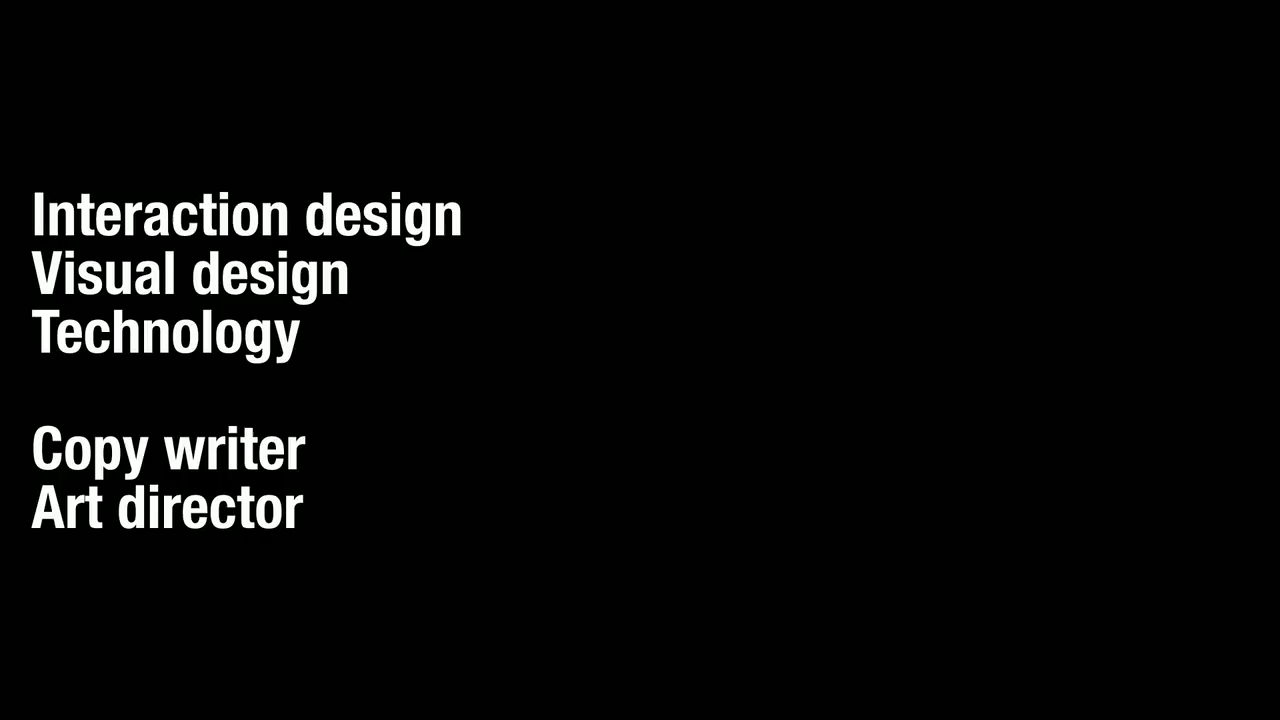 Interaction design
Visual design
Technology
Copy writer
Art director